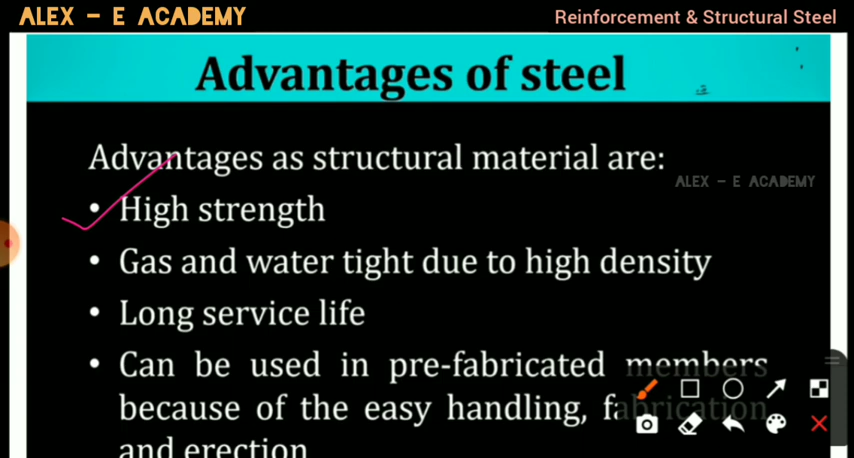 ALEX – E ACADEMY
Reinforcement & Structural Steel
Advantages of steel
Advantages as structural material are:
ALEX – E ACADEMY
• High strength
• Gas and water tight due to high density
• Long service life
• Can be used in pre-fabricated members
because of the easy handling, fabrication
and erection